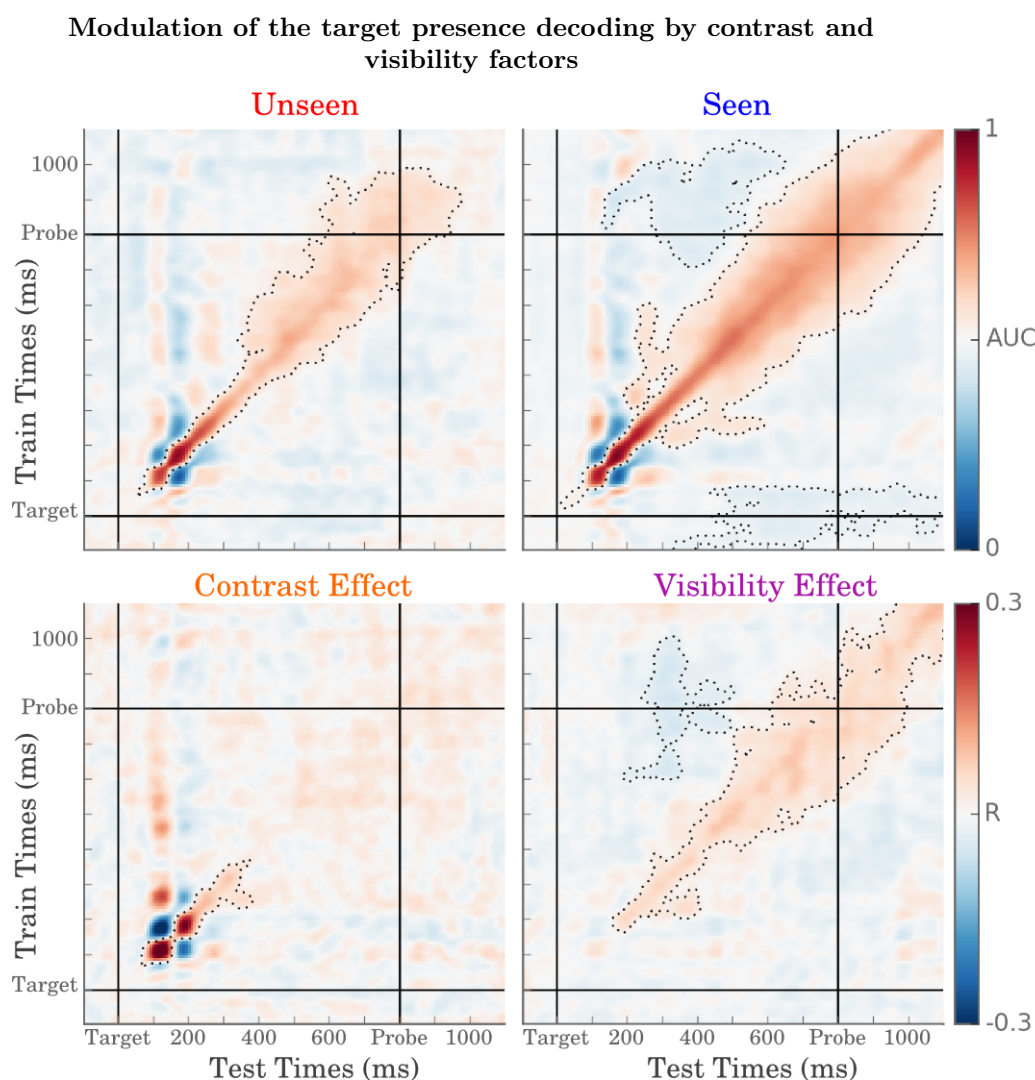 Modulation of the target presence decoding by contrast and
visibility factors
Unseen
Seen
1000
Probe
Target
Train Times (ms)
1
AUC
0
Contrast Effect
Visibility Effect
1000
Probe
Target
Train Times (ms)
0.3
R
-0.3
Target 200 400 600 Probe 1000
Target 200 400 600 Probe 1000
Test Times (ms)
Test Times (ms)